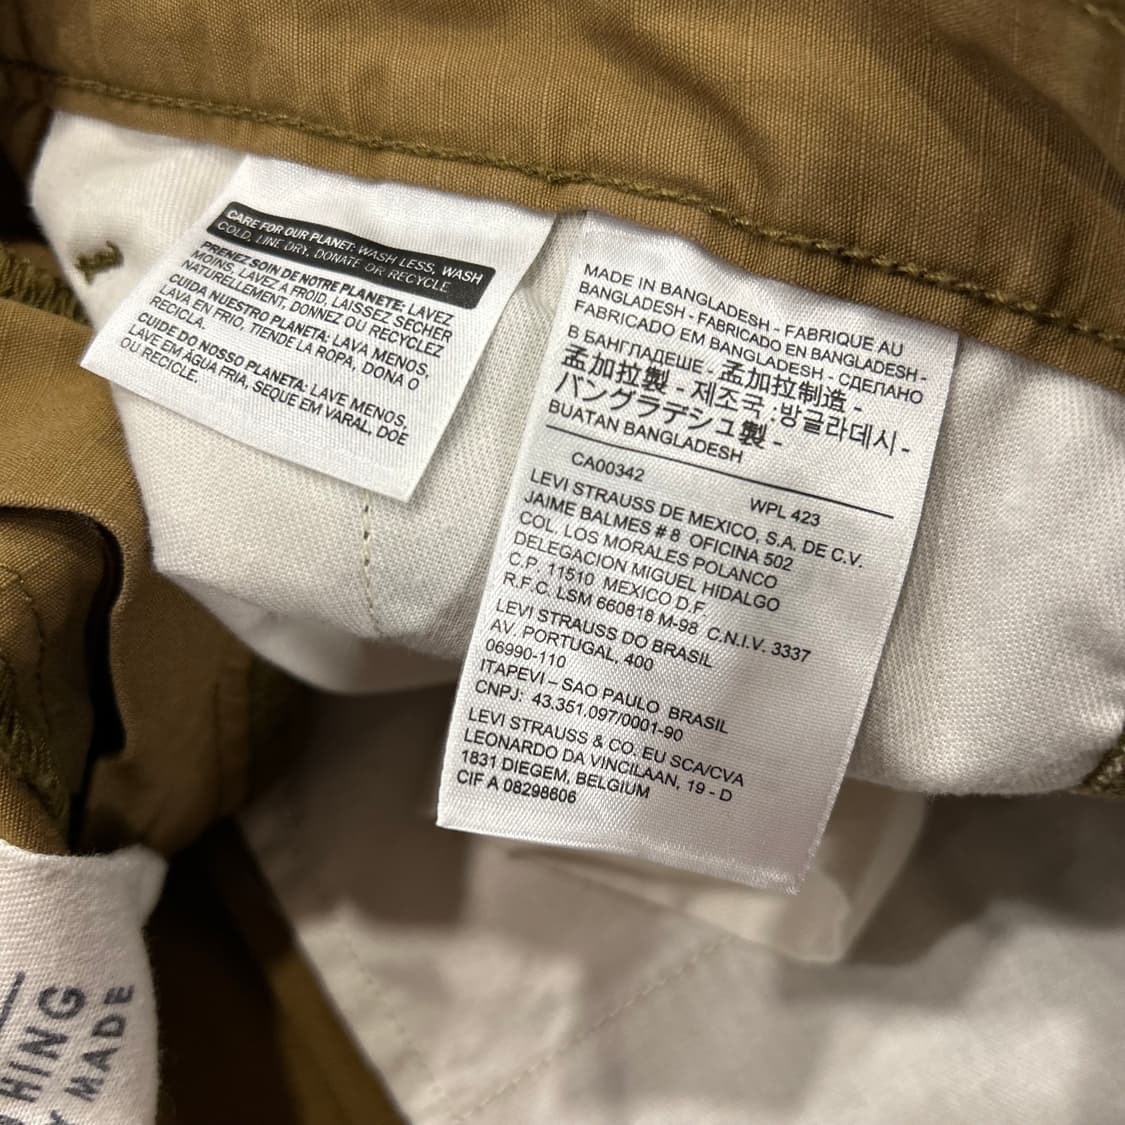 CARE FOR OUR PLANET: WASH LESS, WASH
COLD, LINE DRY, DONATE OR RECYCLE
PRENEZ SOIN DE NOTRE PLANETE: LAVEZ
MOINS, LAVEZ A FROID, LAISSEZ SECHER
NATURELLEMENT, DONNEZ OU RECYCLEZ
CUIDA NUESTRO PLANETA: LAVA MENOS,
LAVA EN FRIO, TIENDE LA ROPA, DONA O
RECICLA.
CUIDE DO NOSSO PLANETA: LAVE MENOS,
LAVE EM ÁGUA FRIA, SEQUE EM VARAL, DOE
OU RECICLE.
MADE IN BANGLADESH - FABRIQUE AU
BANGLADESH - FABRICADO EN BANGLADESH -
FABRICADO EM BANGLADESH - СДЕЛАНО
В БАНГЛАДЕШЕ - 孟加拉制造 -
孟加拉製 - 제조국 :방글라데시 -
バングラデシュ製 -
BUATAN BANGLADESH
CA00342 WPL 423
LEVI STRAUSS DE MEXICO, S.A. DE C.V.
JAIME BALMES # 8 OFICINA 502
COL. LOS MORALES POLANCO
DELEGACION MIGUEL HIDALGO
C.P. 11510 MEXICO D.F.
R.F.C. LSM 660818 M-98 C.N.I.V. 3337
LEVI STRAUSS DO BRASIL
AV. PORTUGAL, 400
06990-110
ITAPEVI – SAO PAULO BRASIL
CNPJ: 43.351.097/0001-90
LEVI STRAUSS & CO. EU SCA/CVA
LEONARDO DA VINCILAAN, 19 - D
1831 DIEGEM, BELGIUM
CIF A 08298606
HING
MADE